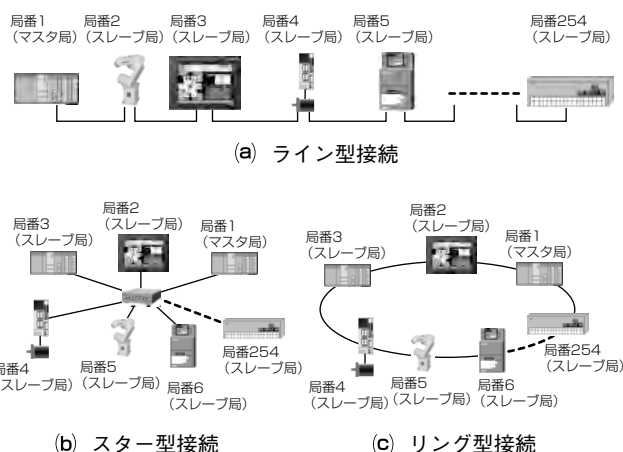 局番1
（マスタ局）
局番2
（スレーブ局）
局番3
（スレーブ局）
局番4
（スレーブ局）
局番5
（スレーブ局）
局番254
（スレーブ局）
(a) ライン型接続
局番3
（スレーブ局）
局番2
（スレーブ局）
局番1
（マスタ局）
局番4
（スレーブ局）
局番5
（スレーブ局）
局番6
（スレーブ局）
局番254
（スレーブ局）
(b) スター型接続
局番3
（スレーブ局）
局番2
（スレーブ局）
局番1
（マスタ局）
局番4
（スレーブ局）
局番5
（スレーブ局）
局番6
（スレーブ局）
局番254
（スレーブ局）
(c) リング型接続